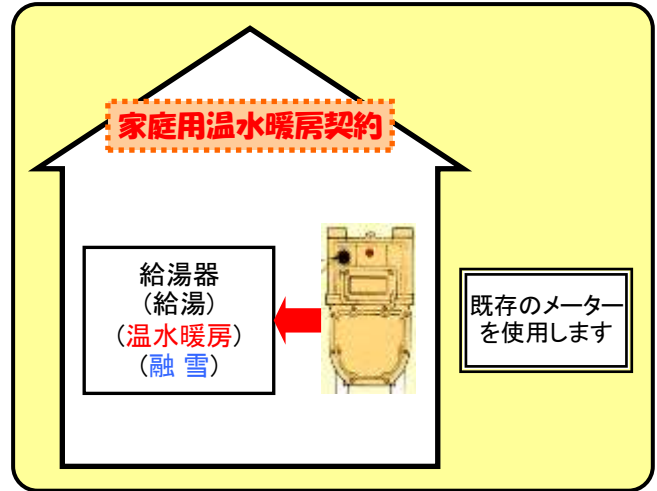 家庭用温水暖房契約
給湯器
（給湯）
（温水暖房）
（融 雪）
既存のメーター
を使用します